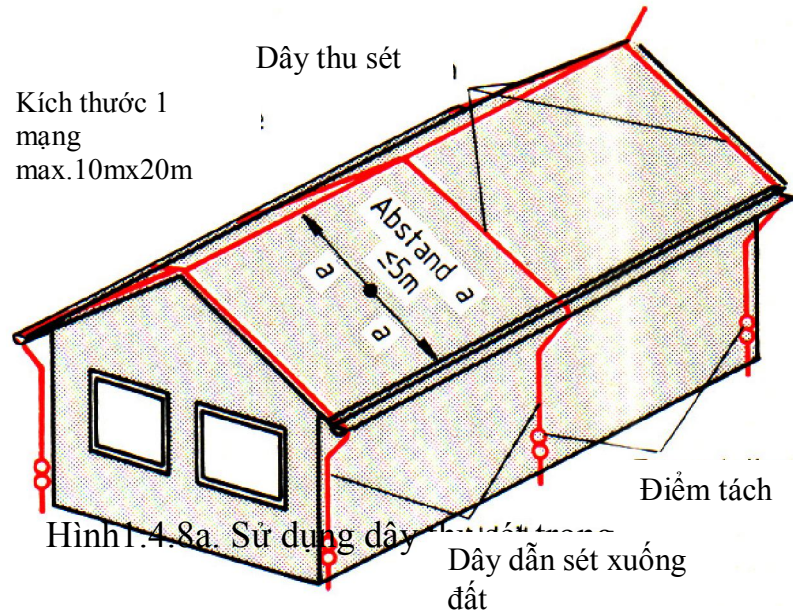 Dây thu sét
Kích thước 1
mạng
max.10mx20m
Abstand a
≤5m
a
a
Điểm tách
Hình1.4.8a. Sử dụng dây
Dây dẫn sét xuống
đất